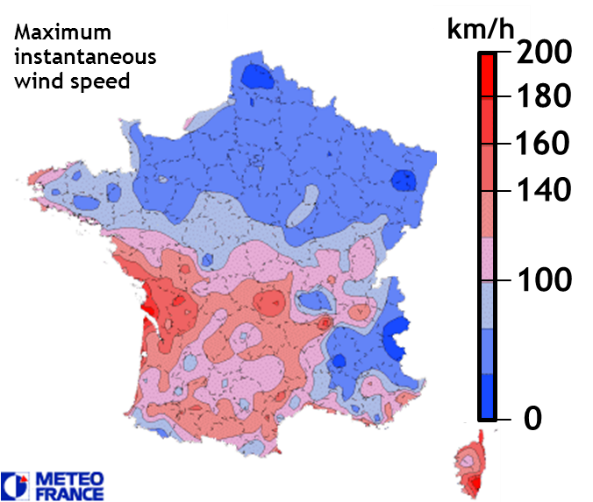 Maximum
instantaneous
wind speed
km/h
200
180
160
140
100
0
METEO
FRANCE